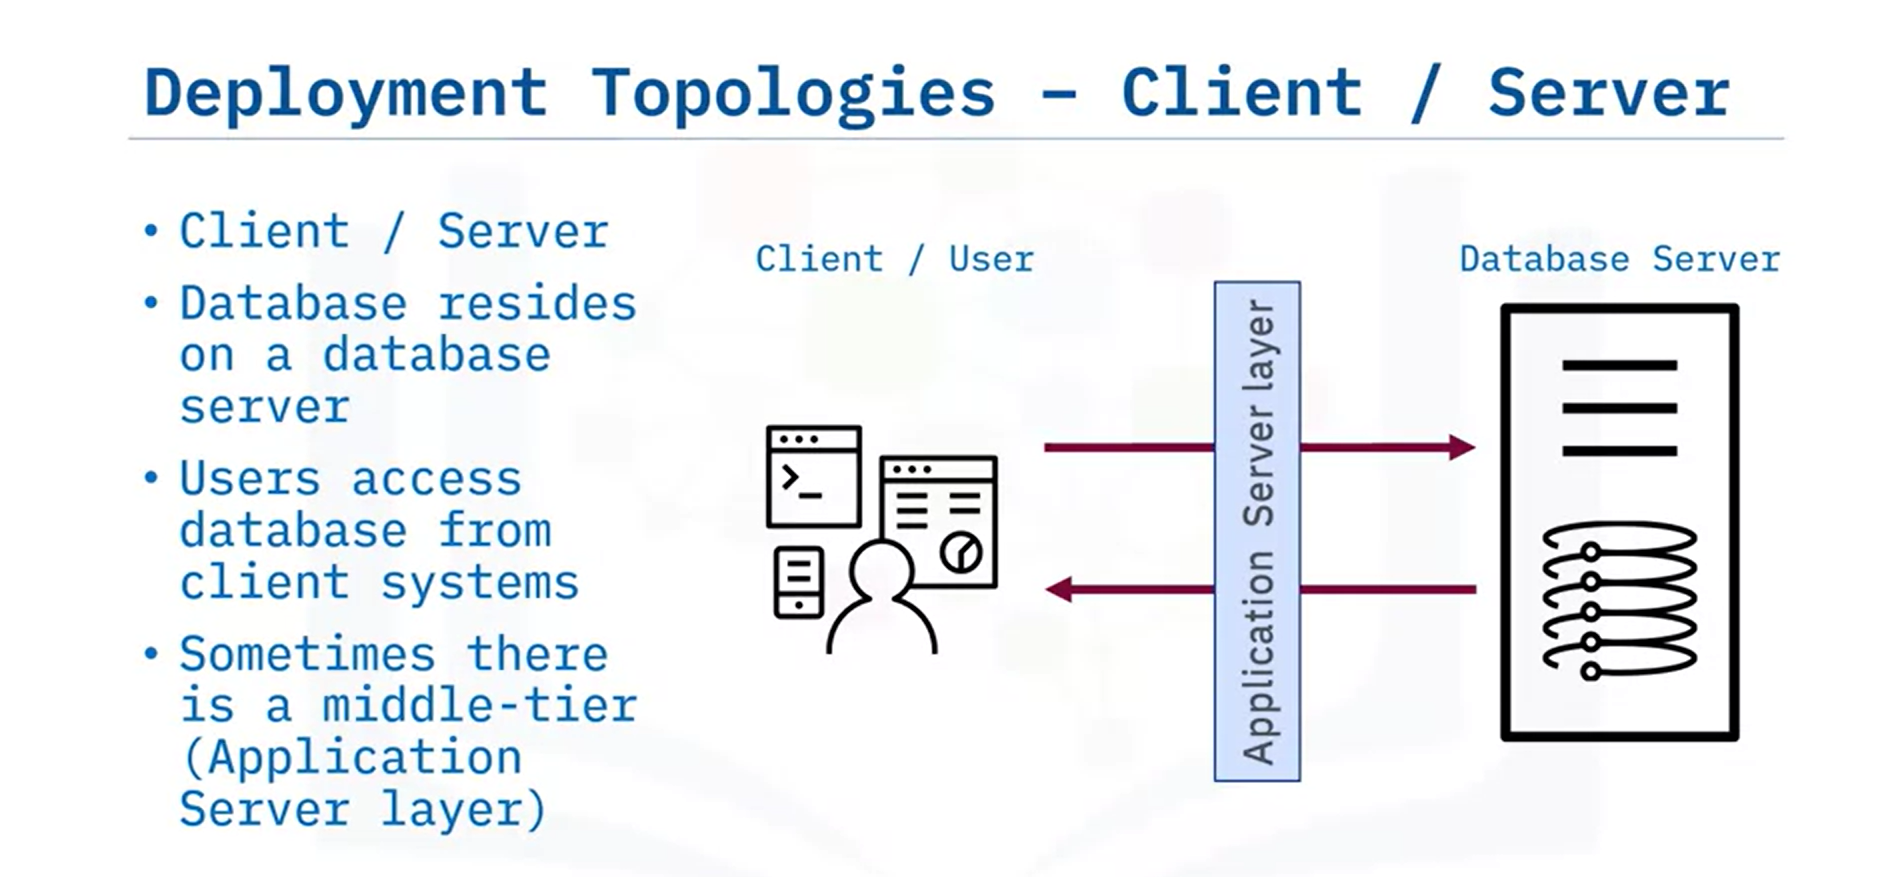 Deployment Topologies – Client / Server
• Client / Server
• Database resides
on a database
server
• Users access
database from
client systems
• Sometimes there
is a middle-tier
(Application
Server layer)
Client / User
Application Server layer
Database Server